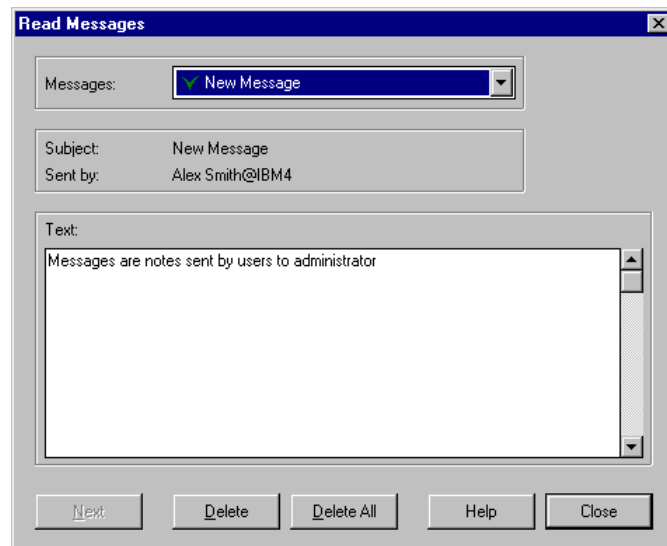 Read Messages
Messages: New Message
Subject: New Message
Sent by: Alex Smith@IBM4
Text:
Messages are notes sent by users to administrator
Next Delete Delete All Help Close